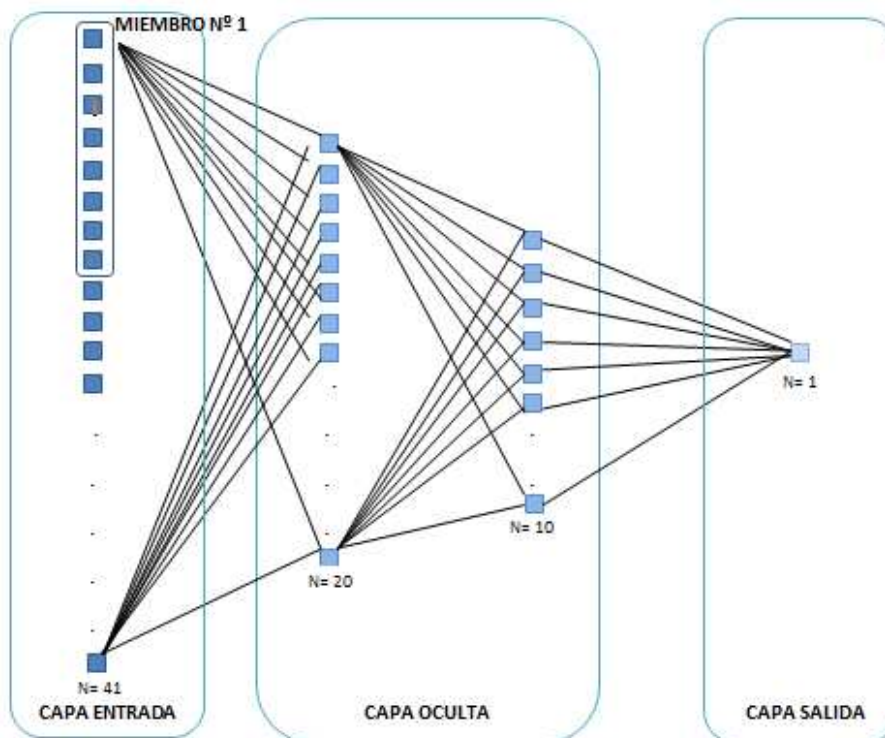 MIEMBRO Nº 1
N= 1
N= 10
N= 20
N= 41
CAPA ENTRADA
CAPA OCULTA
CAPA SALIDA